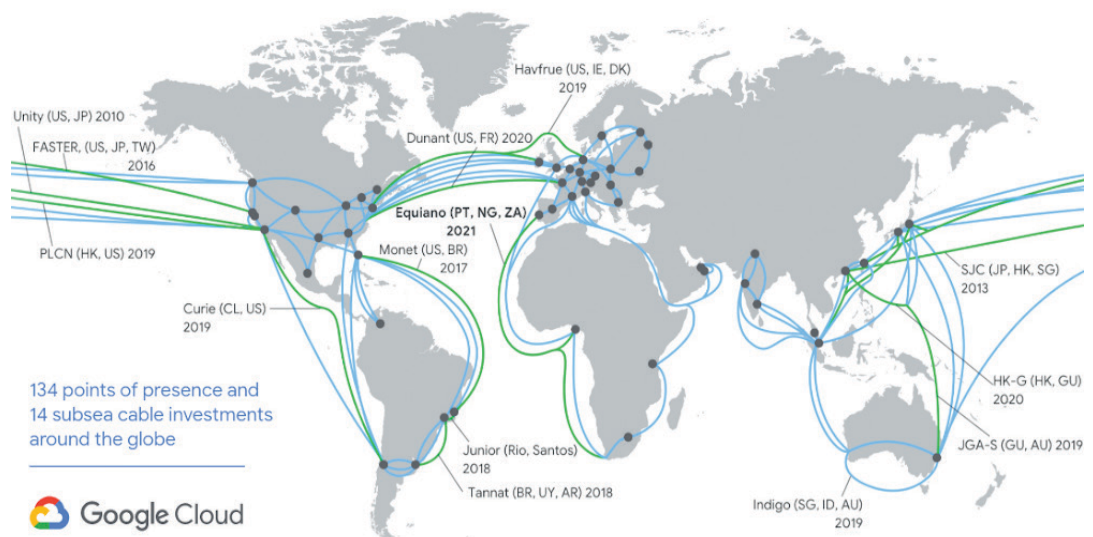 Havfrue (US, IE, DK)
2019
Unity (US, JP) 2010
Dunant (US, FR) 2020
FASTER, (US, JP, TW)
2016
Equiano (PT, NG, ZA)
2021
PLCN (HK, US) 2019
Monet (US, BR)
2017
SJC (JP, HK, SG)
2013
Curie (CL, US)
2019
HK-G (HK, GU)
2020
134 points of presence and
14 subsea cable investments
around the globe
JGA-S (GU, AU) 2019
Junior (Rio, Santos)
2018
Tannat (BR, UY, AR) 2018
Indigo (SG, ID, AU)
2019
Google Cloud